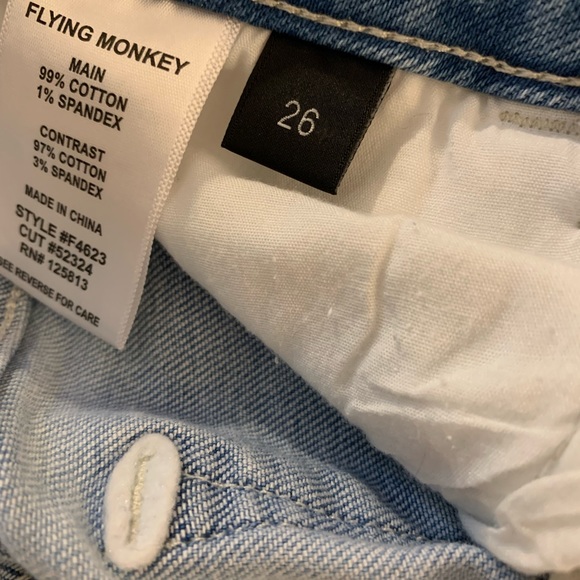 FLYING MONKEY
MAIN
99% COTTON
1% SPANDEX
CONTRAST
97% COTTON
3% SPANDEX
MADE IN CHINA
STYLE #F4623
CUT #52324
RN# 125813
SEE REVERSE FOR CARE
26